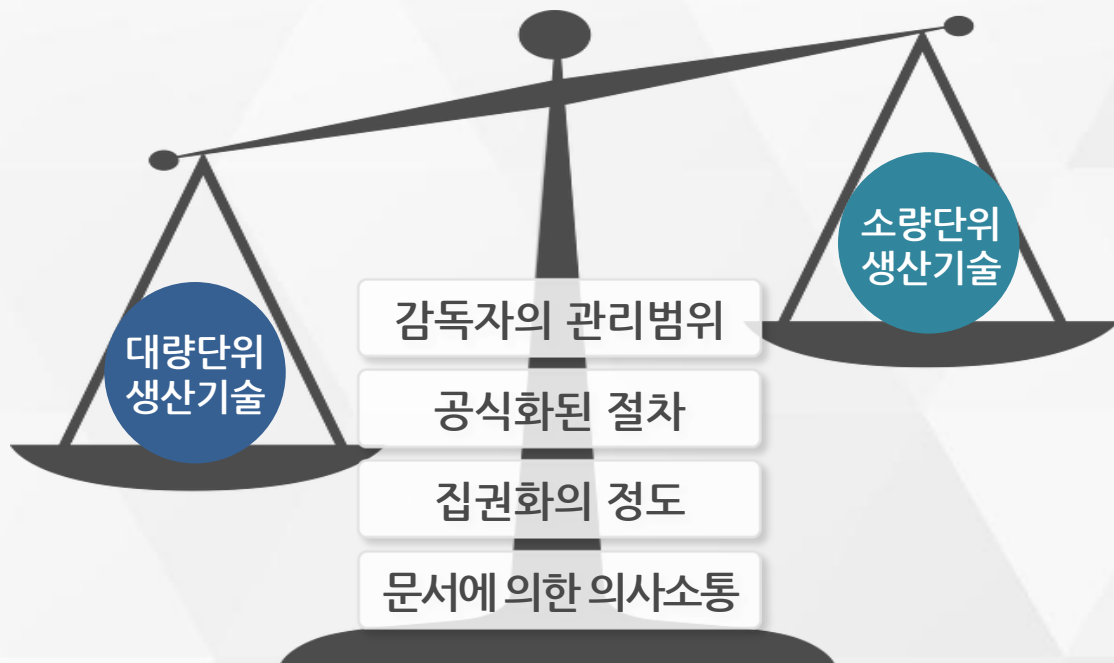 소량단위
생산기술
대량단위
생산기술
감독자의 관리범위
공식화된 절차
집권화의 정도
문서에 의한 의사소통